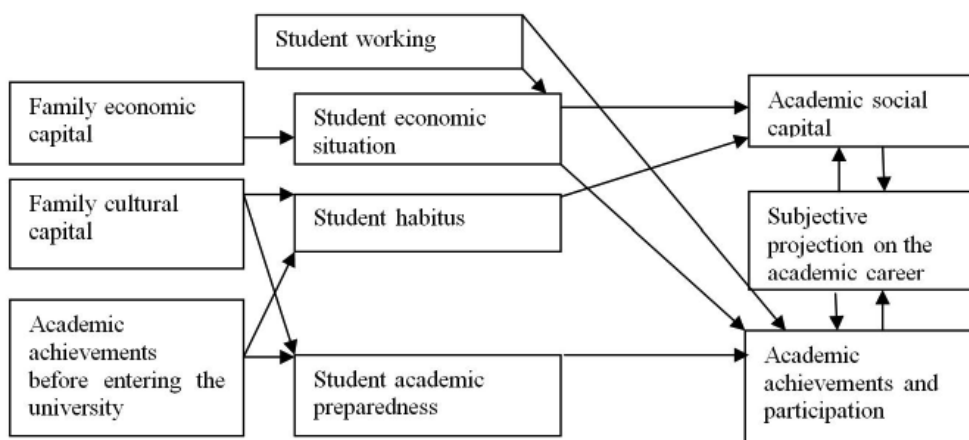 Student working
Family economic
capital
Student economic
situation
Academic social
capital
Family cultural
capital
Student habitus
Subjective
projection on the
academic career
Academic
achievements
before entering the
university
Student academic
preparedness
Academic
achievements and
participation